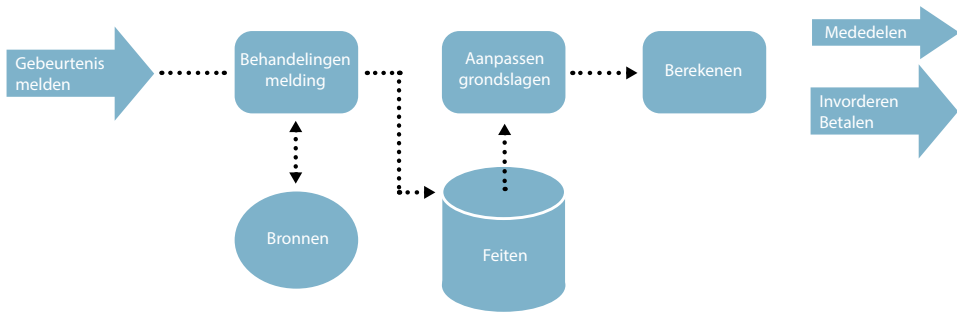 Gebeurtenis
melden
Behandelingen
melding
Aanpassen
grondslagen
Berekenen
Mededelen
Invorderen
Betalen
Bronnen
Feiten